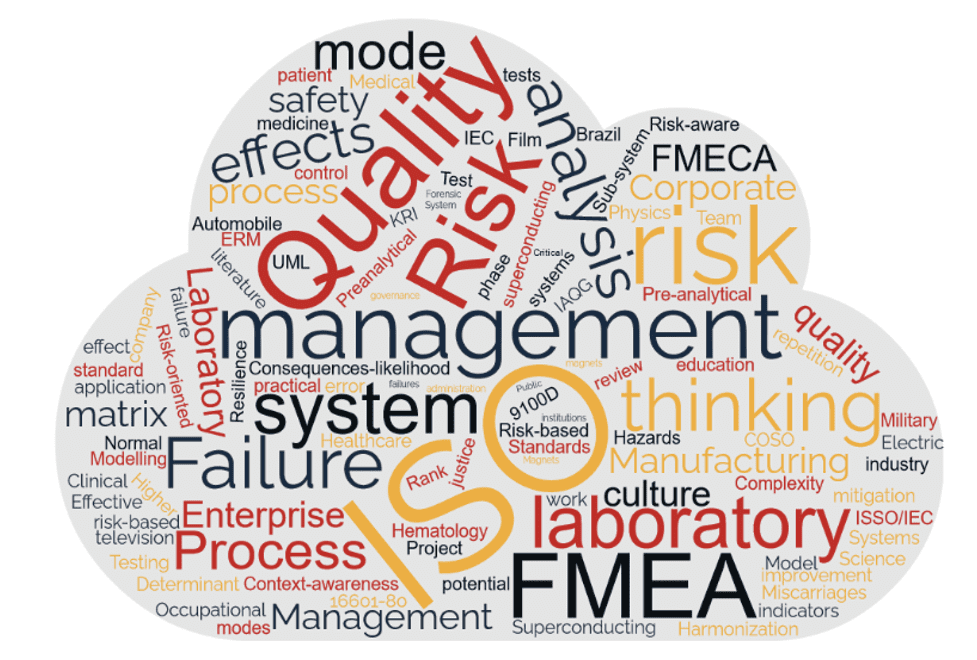 mode
patient
Medical
safety
medicine
effects
control
process
Quality
tests
analysis
IEC
Film
Brazil
Risk-aware
FMECA
Sub-system
Corporate
Physics
Team
risk
Test
Forensic
System
KRI
Risk
superconducting
Automobile
ERM
UML
literature
Preanalytical
phase
Critical
systems
IAQG
Pre-analytical
governance
management
Laboratory
failure
company
Risk-oriented
effect
standard
application
matrix
Resilience
Consequences-likelihood
practical
error
failures
administration
magnets
review
education
quality
repetition
system
ISO
Public
9100D
institutions
Risk-based
Standards
Magnets
thinking
Hazards
COSO
Military
Electric
industry
Normal
Modelling
Failure
Healthcare
Rank
justice
Manufacturing
Complexity
mitigation
Clinical
Higher
Effective
risk-based
television
Enterprise
Process
work
culture
laboratory
ISSO/IEC
Systems
Science
Hematology
Project
Testing
Determinant
Context-awareness
potential
FMEA
Model
improvement
Miscarriages
indicators
16601-80
Occupational
modes
Management
Superconducting
Harmonization